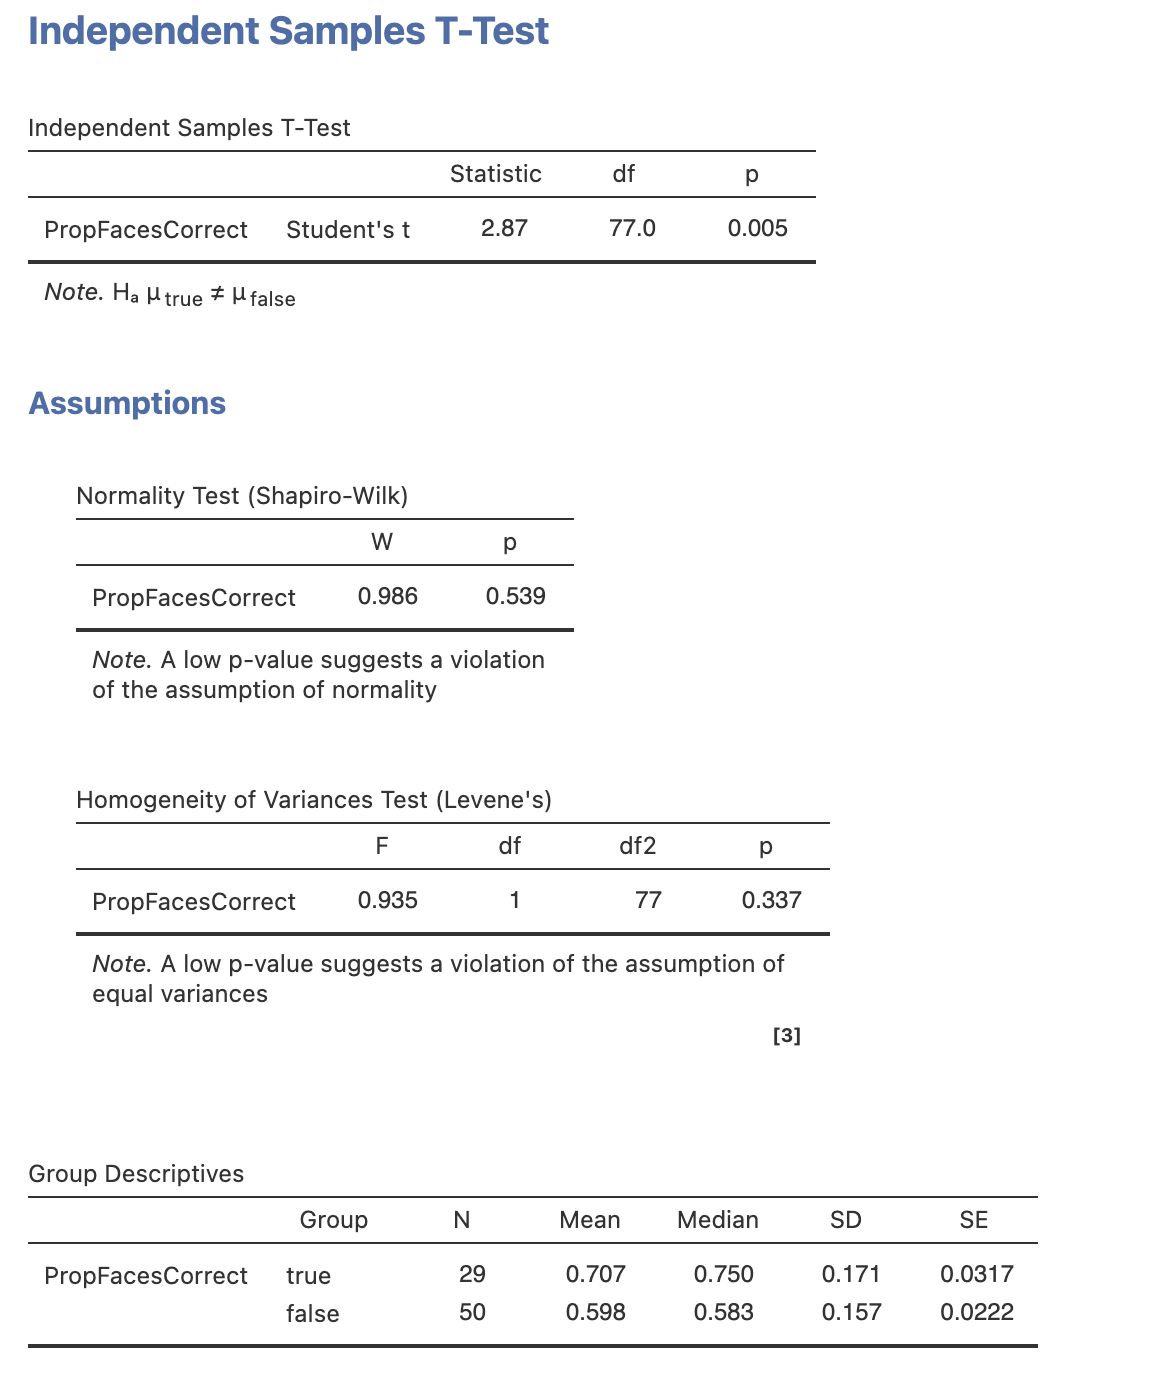 Independent Samples T-Test
Independent Samples T-Test
Statistic df p
PropFacesCorrect Student's t 2.87 77.0 0.005
Note. Hₐ μ true ≠ μ false
Assumptions
Normality Test (Shapiro-Wilk)
W p
PropFacesCorrect 0.986 0.539
Note. A low p-value suggests a violation
of the assumption of normality
Homogeneity of Variances Test (Levene's)
F df df2 p
PropFacesCorrect 0.935 1 77 0.337
Note. A low p-value suggests a violation of the assumption of
equal variances
[3]
Group Descriptives
Group N Mean Median SD SE
PropFacesCorrect true 29 0.707 0.750 0.171 0.0317
false 50 0.598 0.583 0.157 0.0222